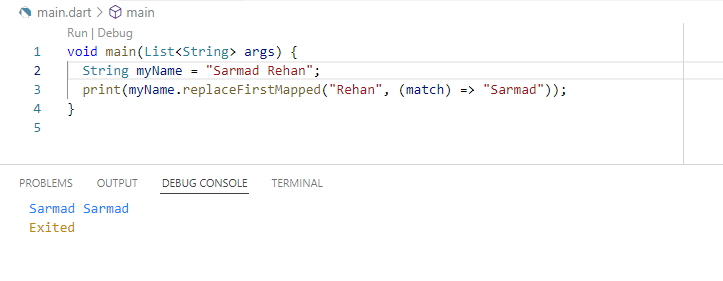 main.dart > main
Run | Debug
1 void main(List<String> args) {
2 String myName = "Sarmad Rehan";
3 print(myName.replaceFirstMapped("Rehan", (match) => "Sarmad"));
4 }
5
PROBLEMS OUTPUT DEBUG CONSOLE TERMINAL
Sarmad Sarmad
Exited